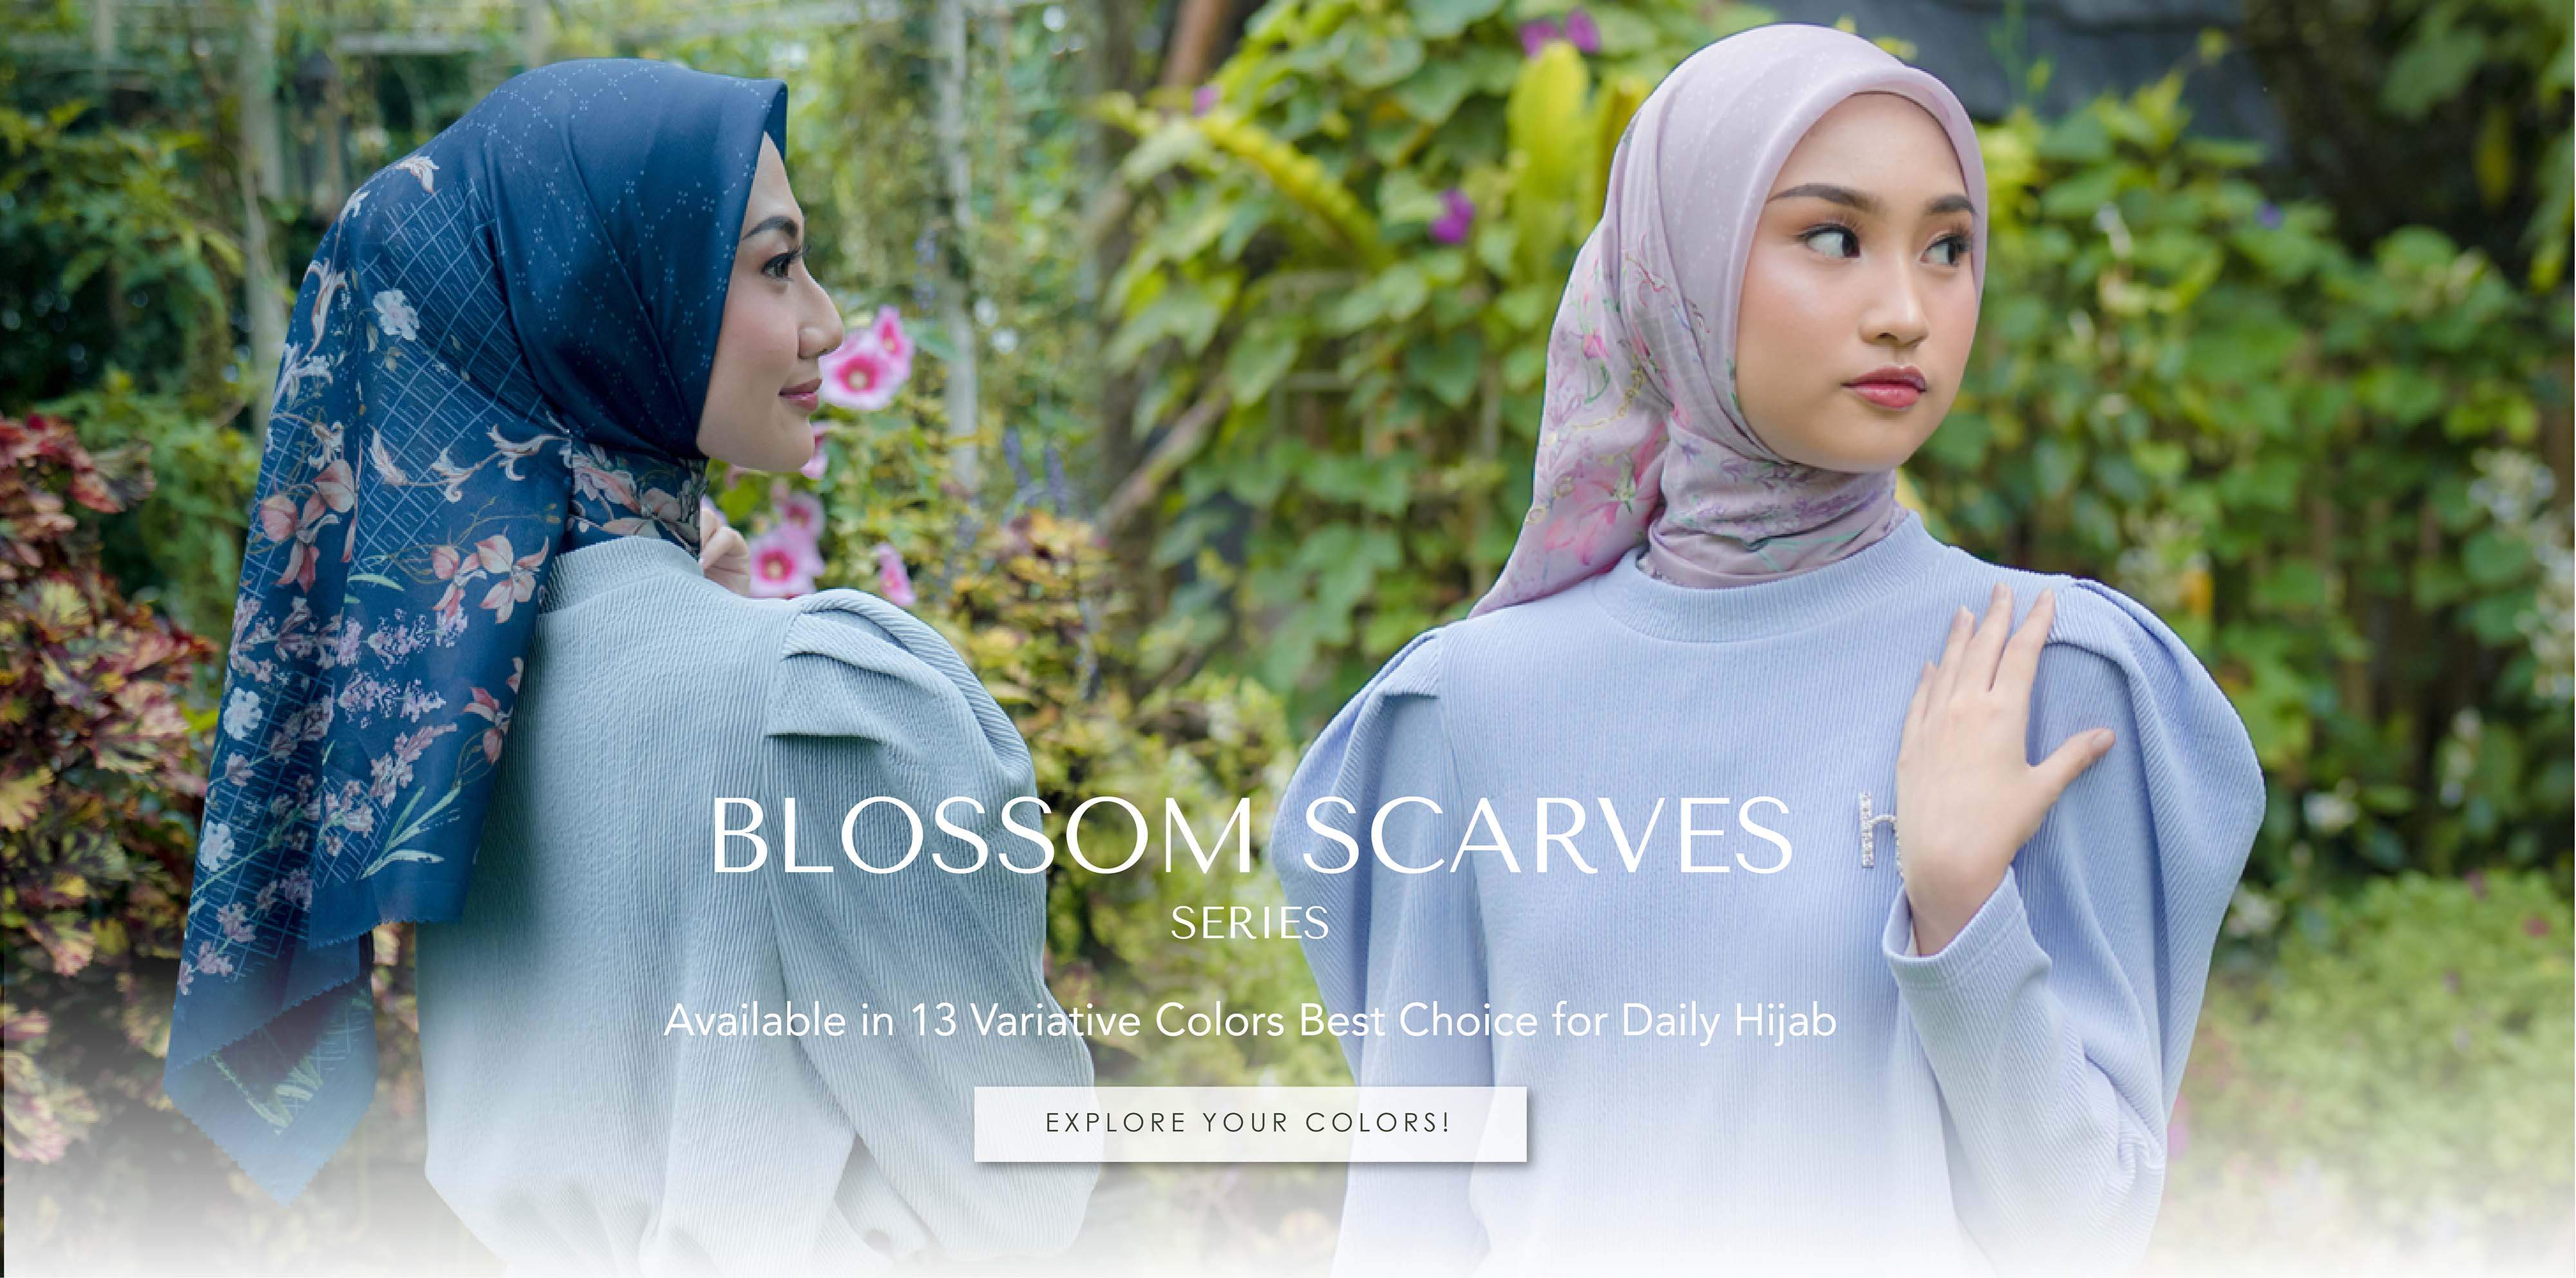 BLOSSOM SCARVES
SERIES
Available in 13 Variative Colors Best Choice for Daily Hijab
EXPLORE YOUR COLORS!